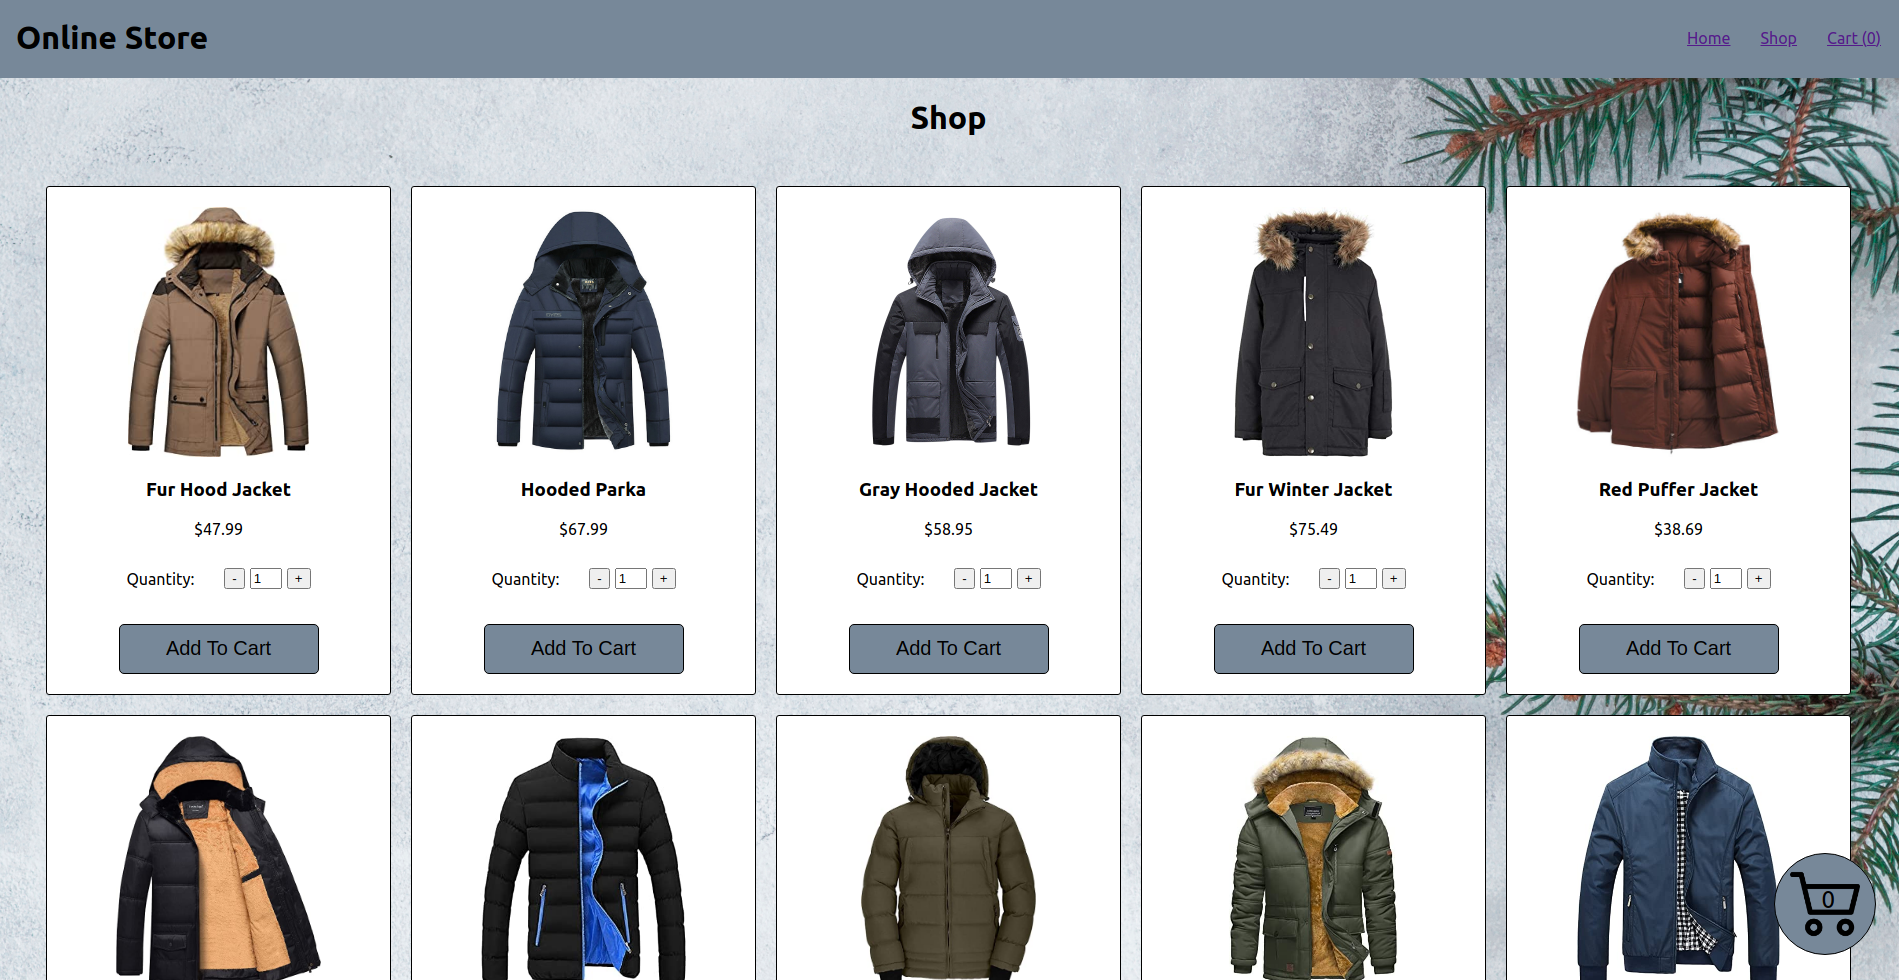 Online Store
Home Shop Cart (0)
Shop
Fur Hood Jacket
$47.99
Quantity: - 1 +
Add To Cart
Hooded Parka
$67.99
Quantity: - 1 +
Add To Cart
Gray Hooded Jacket
$58.95
Quantity: - 1 +
Add To Cart
Fur Winter Jacket
$75.49
Quantity: - 1 +
Add To Cart
Red Puffer Jacket
$38.69
Quantity: - 1 +
Add To Cart
0